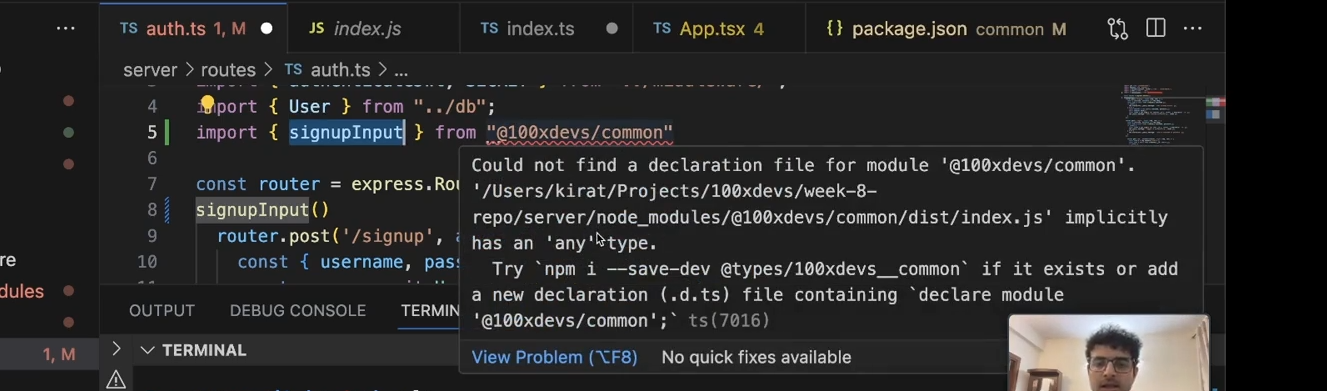 TS auth.ts 1, M JS index.js TS index.ts TS App.tsx 4 {} package.json common M
server > routes > TS auth.ts > ...
4 import { User } from "../db";
5 import { signupInput } from "@100xdevs/common"
6
7 const router = express.Rou
8 signupInput()
9 router.post('/signup', a
10 const { username, pass
Could not find a declaration file for module '@100xdevs/common'.
'/Users/kirat/Projects/100xdevs/week-8-
repo/server/node_modules/@100xdevs/common/dist/index.js' implicitly
has an 'any' type.
Try `npm i --save-dev @types/100xdevs__common` if it exists or add
a new declaration (.d.ts) file containing `declare module
'@100xdevs/common';` ts(7016)
View Problem (⌥F8) No quick fixes available
re
dules
1, M
OUTPUT DEBUG CONSOLE TERMIN
TERMINAL